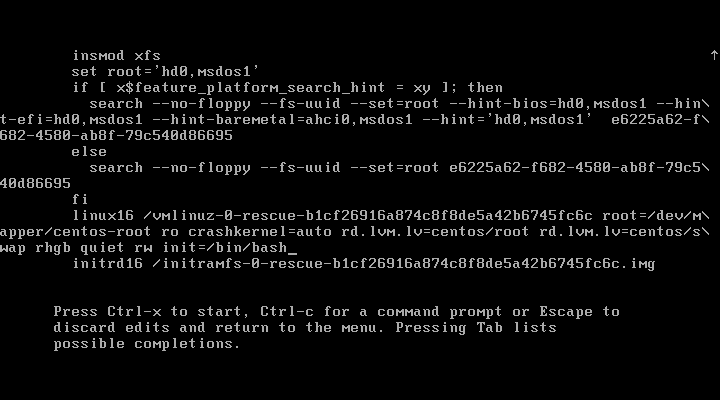 insmod xfs
↑
set root='hd0,msdos1'
if [ x$feature_platform_search_hint = xy ]; then
search --no-floppy --fs-uuid --set=root --hint-bios=hd0,msdos1 --hin\
t-efi=hd0,msdos1 --hint-baremetal=ahci0,msdos1 --hint='hd0,msdos1'  e6225a62-f\
682-4580-ab8f-79c540d86695
else
search --no-floppy --fs-uuid --set=root e6225a62-f682-4580-ab8f-79c5\
40d86695
fi
linux16 /vmlinuz-0-rescue-b1cf26916a874c8f8de5a42b6745fc6c root=/dev/m\
apper/centos-root ro crashkernel=auto rd.lvm.lv=centos/root rd.lvm.lv=centos/s\
wap rhgb quiet rw init=/bin/bash_
initrd16 /initramfs-0-rescue-b1cf26916a874c8f8de5a42b6745fc6c.img
Press Ctrl-x to start, Ctrl-c for a command prompt or Escape to
discard edits and return to the menu. Pressing Tab lists
possible completions.